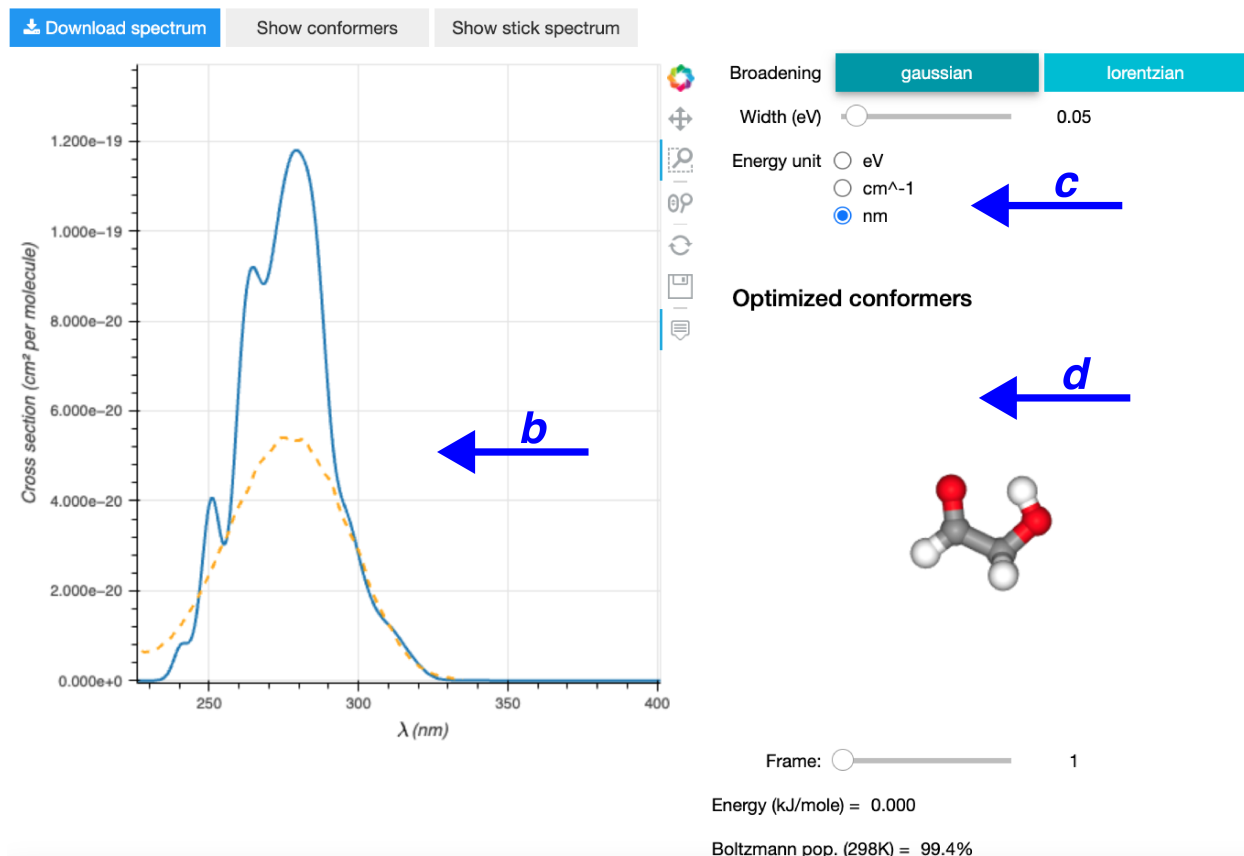 Download spectrum
Show conformers
Show stick spectrum
1.200e−19
1.000e−19
8.000e−20
6.000e−20
4.000e−20
2.000e−20
0.000e+0
Cross section (cm² per molecule)
250
300
350
400
λ (nm)
b
Broadening
gaussian
lorentzian
Width (eV)
0.05
Energy unit
eV
cm^-1
nm
c
Optimized conformers
d
Frame:
1
Energy (kJ/mole) = 0.000
Boltzmann pop. (298K) = 99.4%